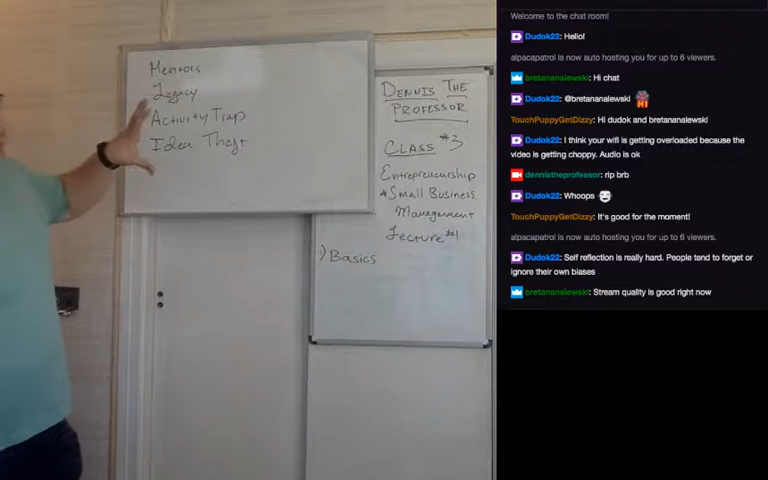 Mentors
Legacy
Activity Trap
Idea Theft
DENNIS THE
PROFESSOR
CLASS #3
Entrepreneurship
+Small Business
Management
Lecture #1
1) Basics
Welcome to the chat room!
Dudok22: Hello!
alpacapatrol is now auto hosting you for up to 6 viewers.
bretananalewski: Hi chat
Dudok22: @bretananalewski HI
TouchPuppyGetDizzy: Hi dudok and bretananalewski
Dudok22: I think your wifi is getting overloaded because the
video is getting choppy. Audio is ok
dennistheprofessor: rip brb
Dudok22: Whoops
TouchPuppyGetDizzy: It's good for the moment!
alpacapatrol is now auto hosting you for up to 6 viewers.
Dudok22: Self reflection is really hard. People tend to forget or
ignore their own biases
bretananalewski: Stream quality is good right now